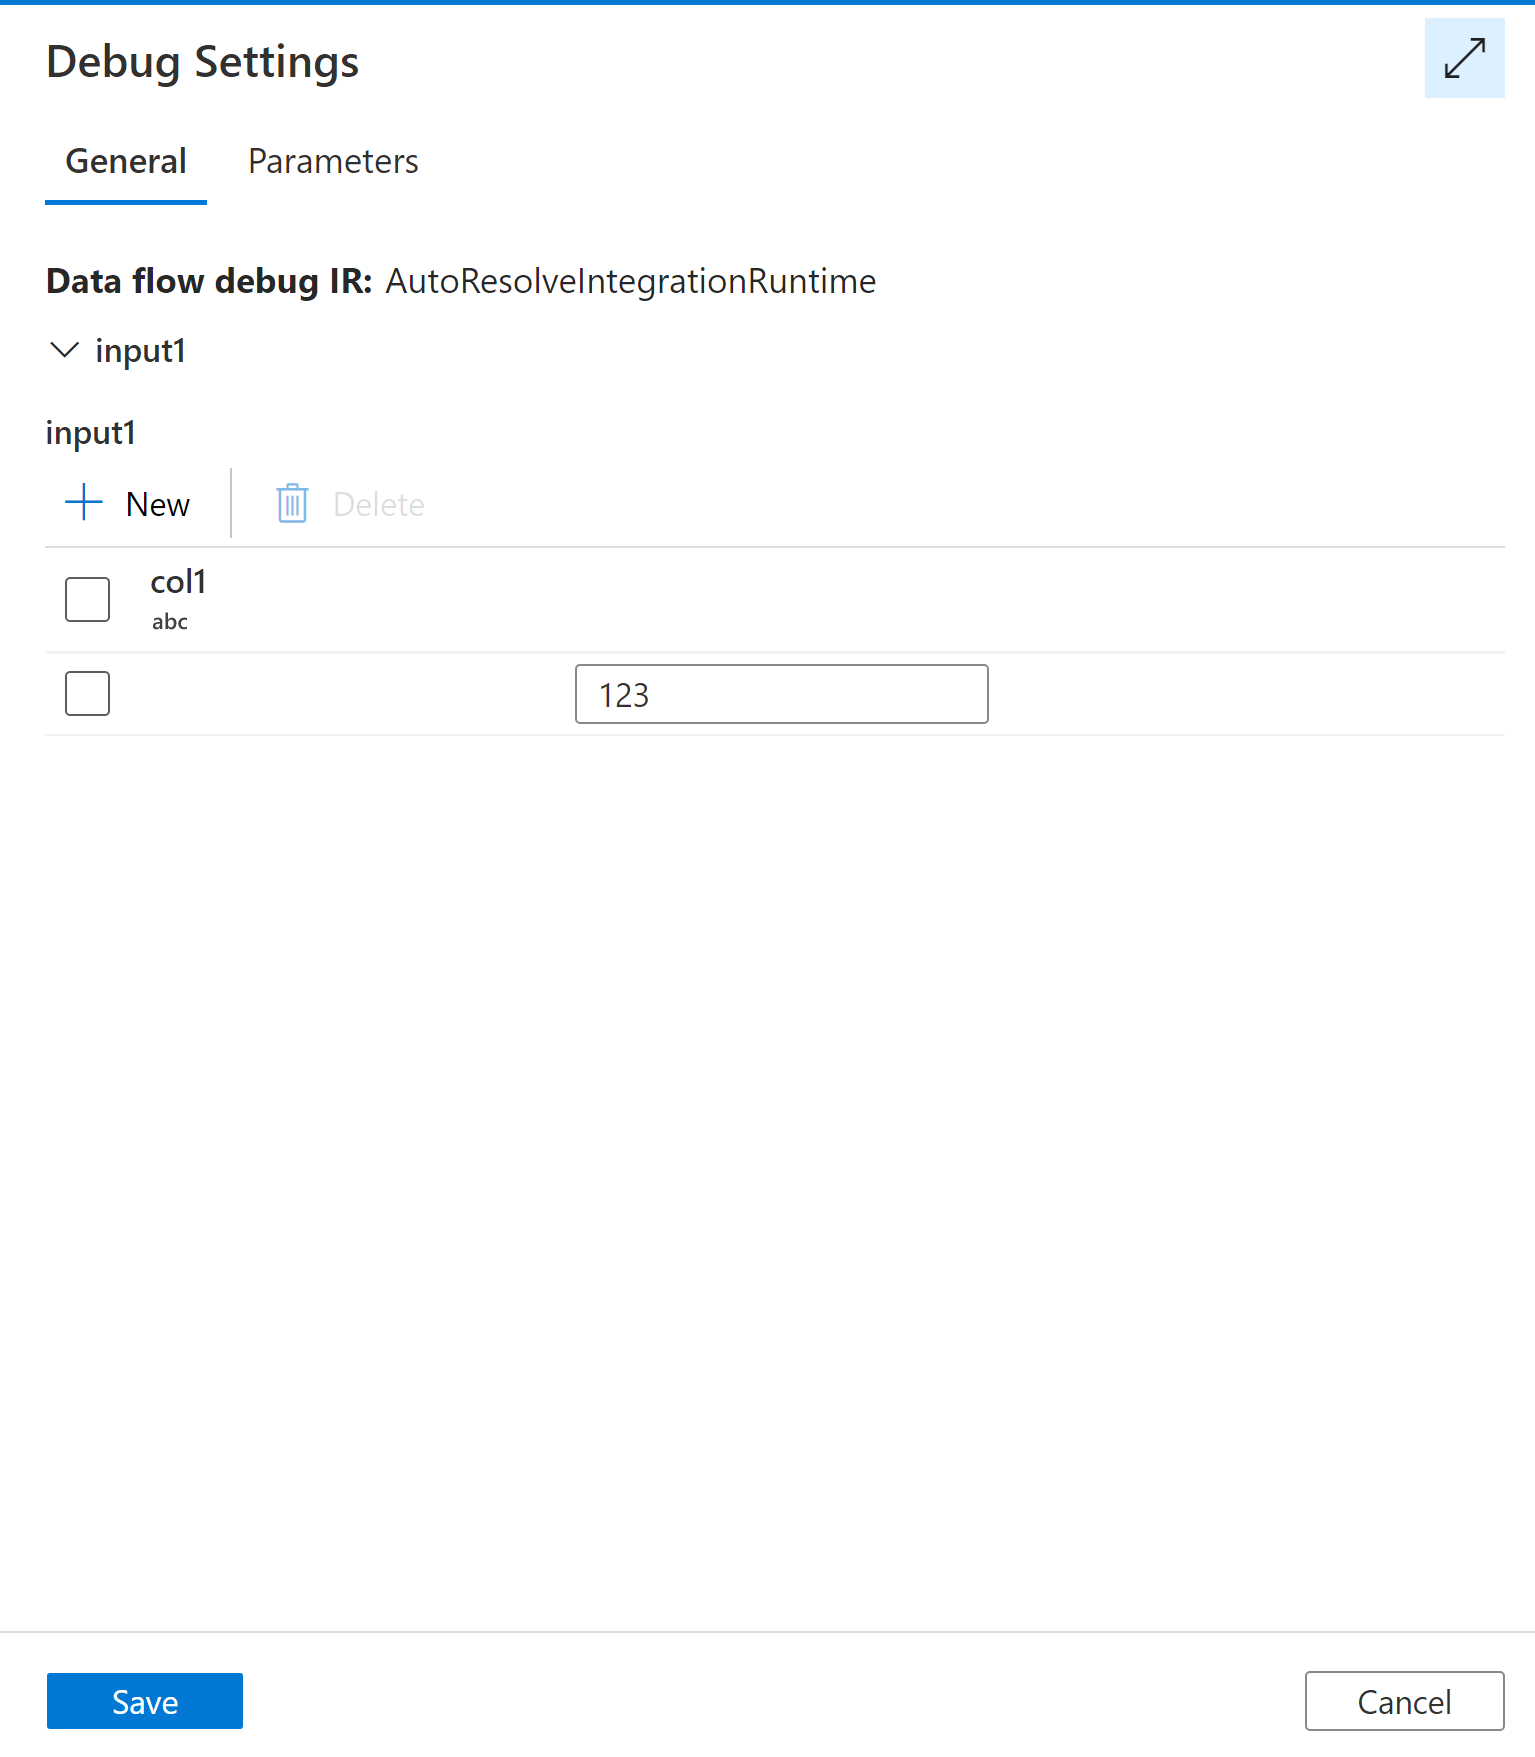 Debug Settings
General Parameters
Data flow debug IR: AutoResolveIntegrationRuntime
input1
input1
New Delete
col1
abc
123
Save Cancel